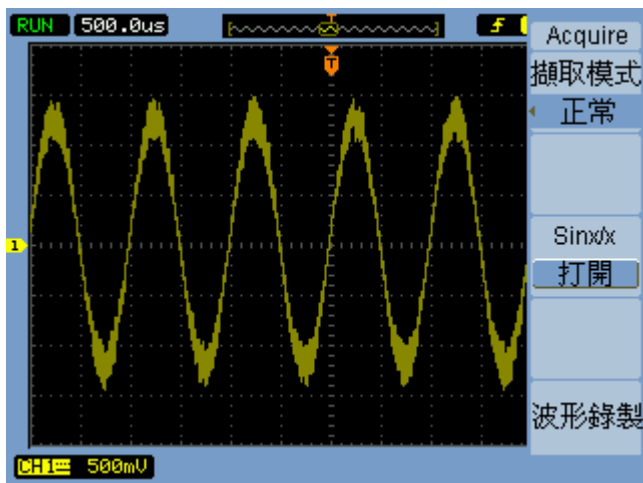 RUN 500.0us
T
T
1
CH1 500mV
Acquire
擷取模式
正常
Sinx/x
打開
波形錄製